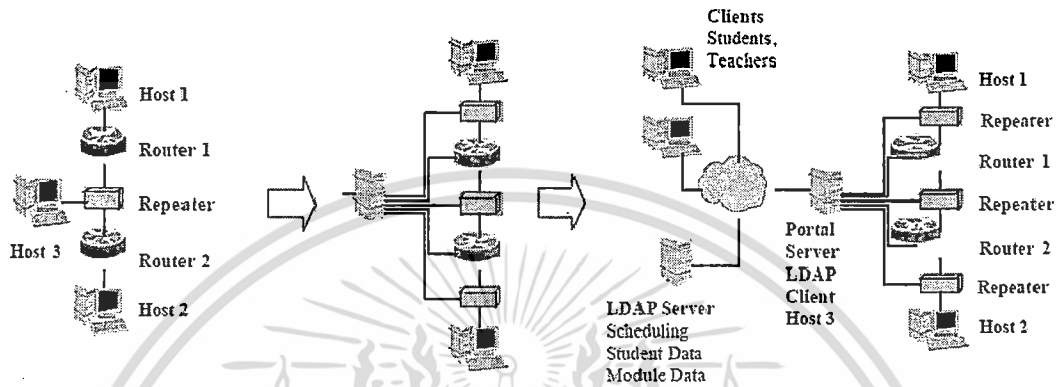 Host 1
Router 1
Repeater
Host 3
Router 2
Host 2
Clients
Students,
Teachers
LDAP Server
Scheduling
Student Data
Module Data
Portal
Server
LDAP
Client
Host 3
Host 1
Repeater
Router 1
Repeater
Router 2
Repeater
Host 2